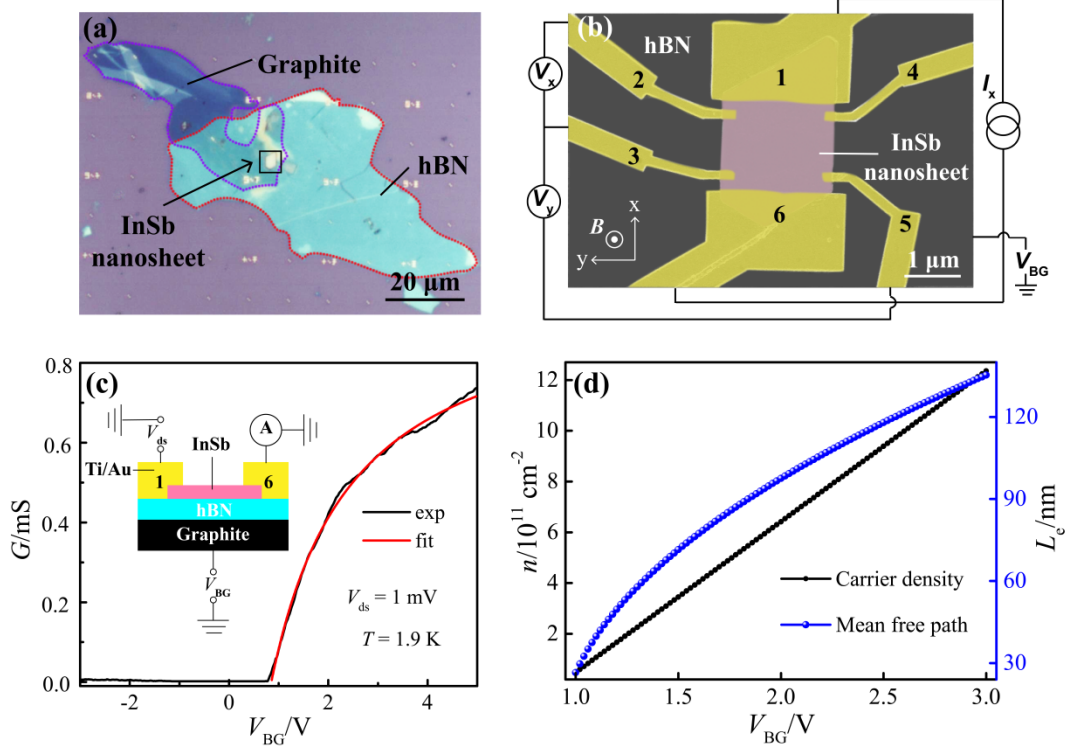 (a)
Graphite
hBN
InSb
nanosheet
20 μm
(b)
hBN
1
2
3
4
5
6
Vx
Vy
Ix
InSb
nanosheet
B
x
y
1 μm
VBG
(c)
0.8
0.6
0.4
0.2
0.0
G/mS
-2
0
2
4
VBG/V
Vds
A
InSb
Ti/Au
1
6
hBN
Graphite
VBG
exp
fit
Vds = 1 mV
T = 1.9 K
(d)
12
10
8
6
4
2
n/10¹¹ cm⁻²
120
90
60
30
Le/nm
1.0
1.5
2.0
2.5
3.0
VBG/V
Carrier density
Mean free path